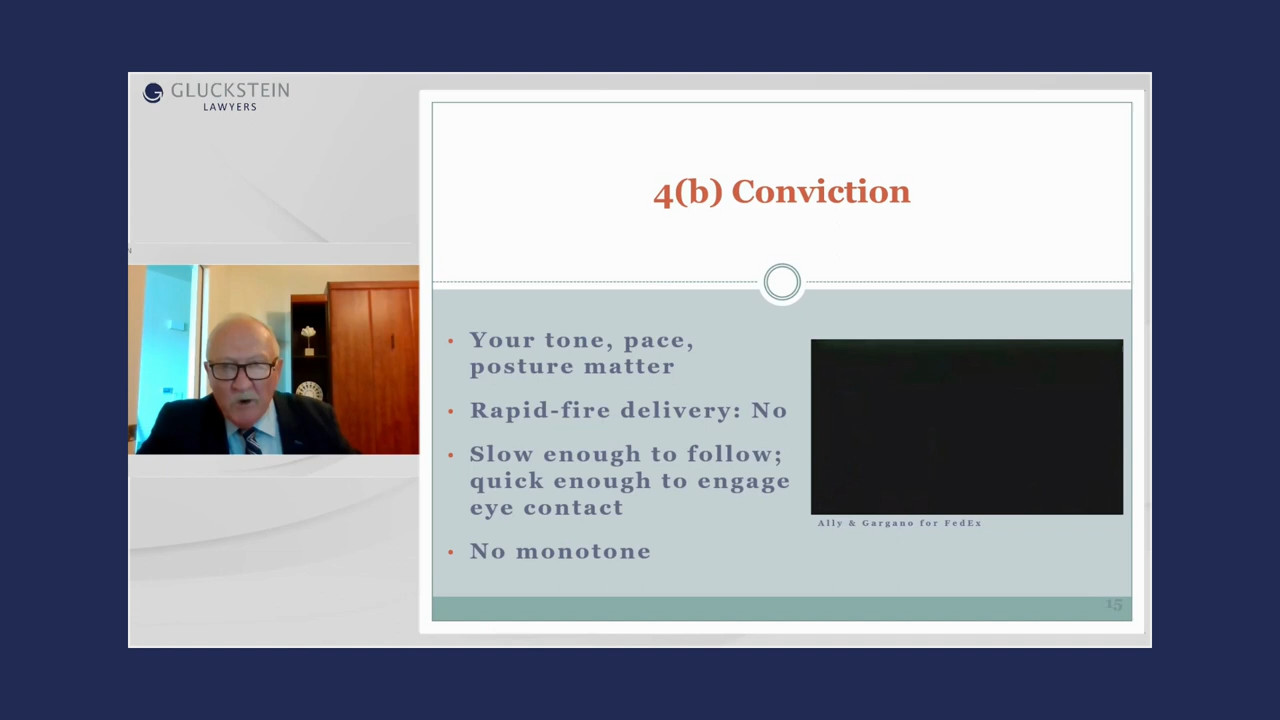 GLUCKSTEIN
LAWYERS
4(b) Conviction
N
• Your tone, pace,
posture matter
• Rapid-fire delivery: No
• Slow enough to follow;
quick enough to engage
eye contact
• No monotone
Ally & Gargano for FedEx
15